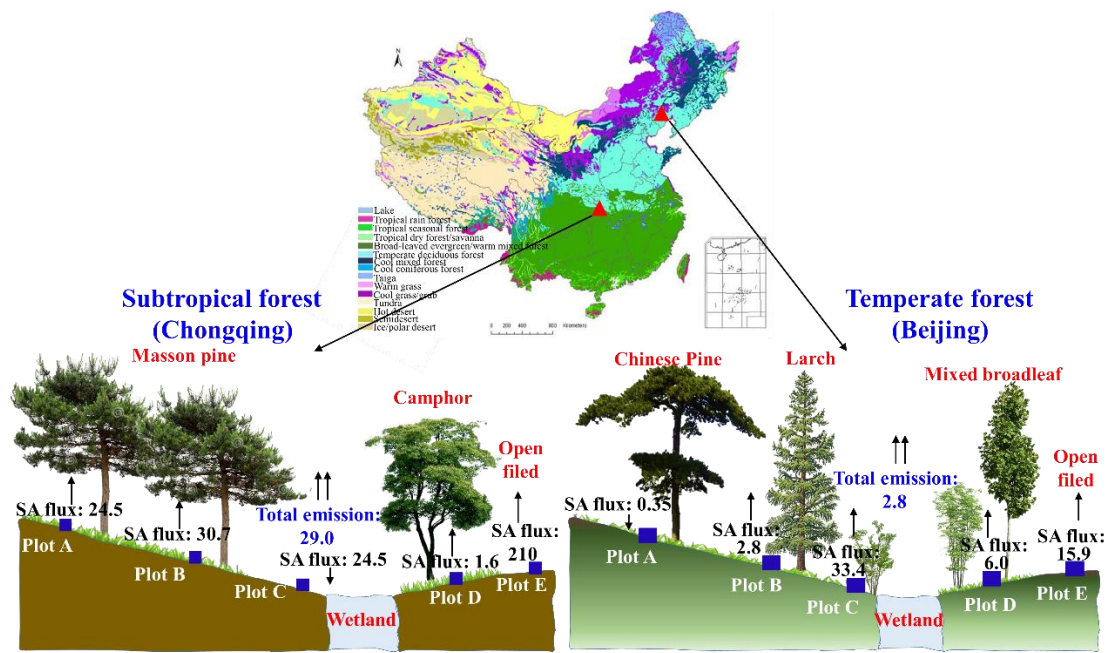 N
Lake
Tropical rain forest
Tropical seasonal forest
Tropical dry forest/savanna
Broad-leaved evergreen/warm mixed forest
Temperate deciduous forest
Cool mixed forest
Cool coniferous forest
Taiga
Warm grass
Cool grass/grub
Tundra
Hot desert
Semidesert
Ice/polar desert
0 200 400 800 Kilometers
Subtropical forest
(Chongqing)
Temperate forest
(Beijing)
Masson pine
Camphor
Open
filed
Total emission:
29.0
SA flux: 24.5
SA flux: 30.7
SA flux: 24.5
SA flux: 1.6
SA flux:
210
Plot A
Plot B
Plot C
Wetland
Plot D
Plot E
Chinese Pine
Larch
Mixed broadleaf
Open
filed
Total emission:
2.8
SA flux: 0.35
SA flux:
2.8
SA flux:
33.4
SA flux:
6.0
SA flux:
15.9
Plot A
Plot B
Plot C
Wetland
Plot D
Plot E